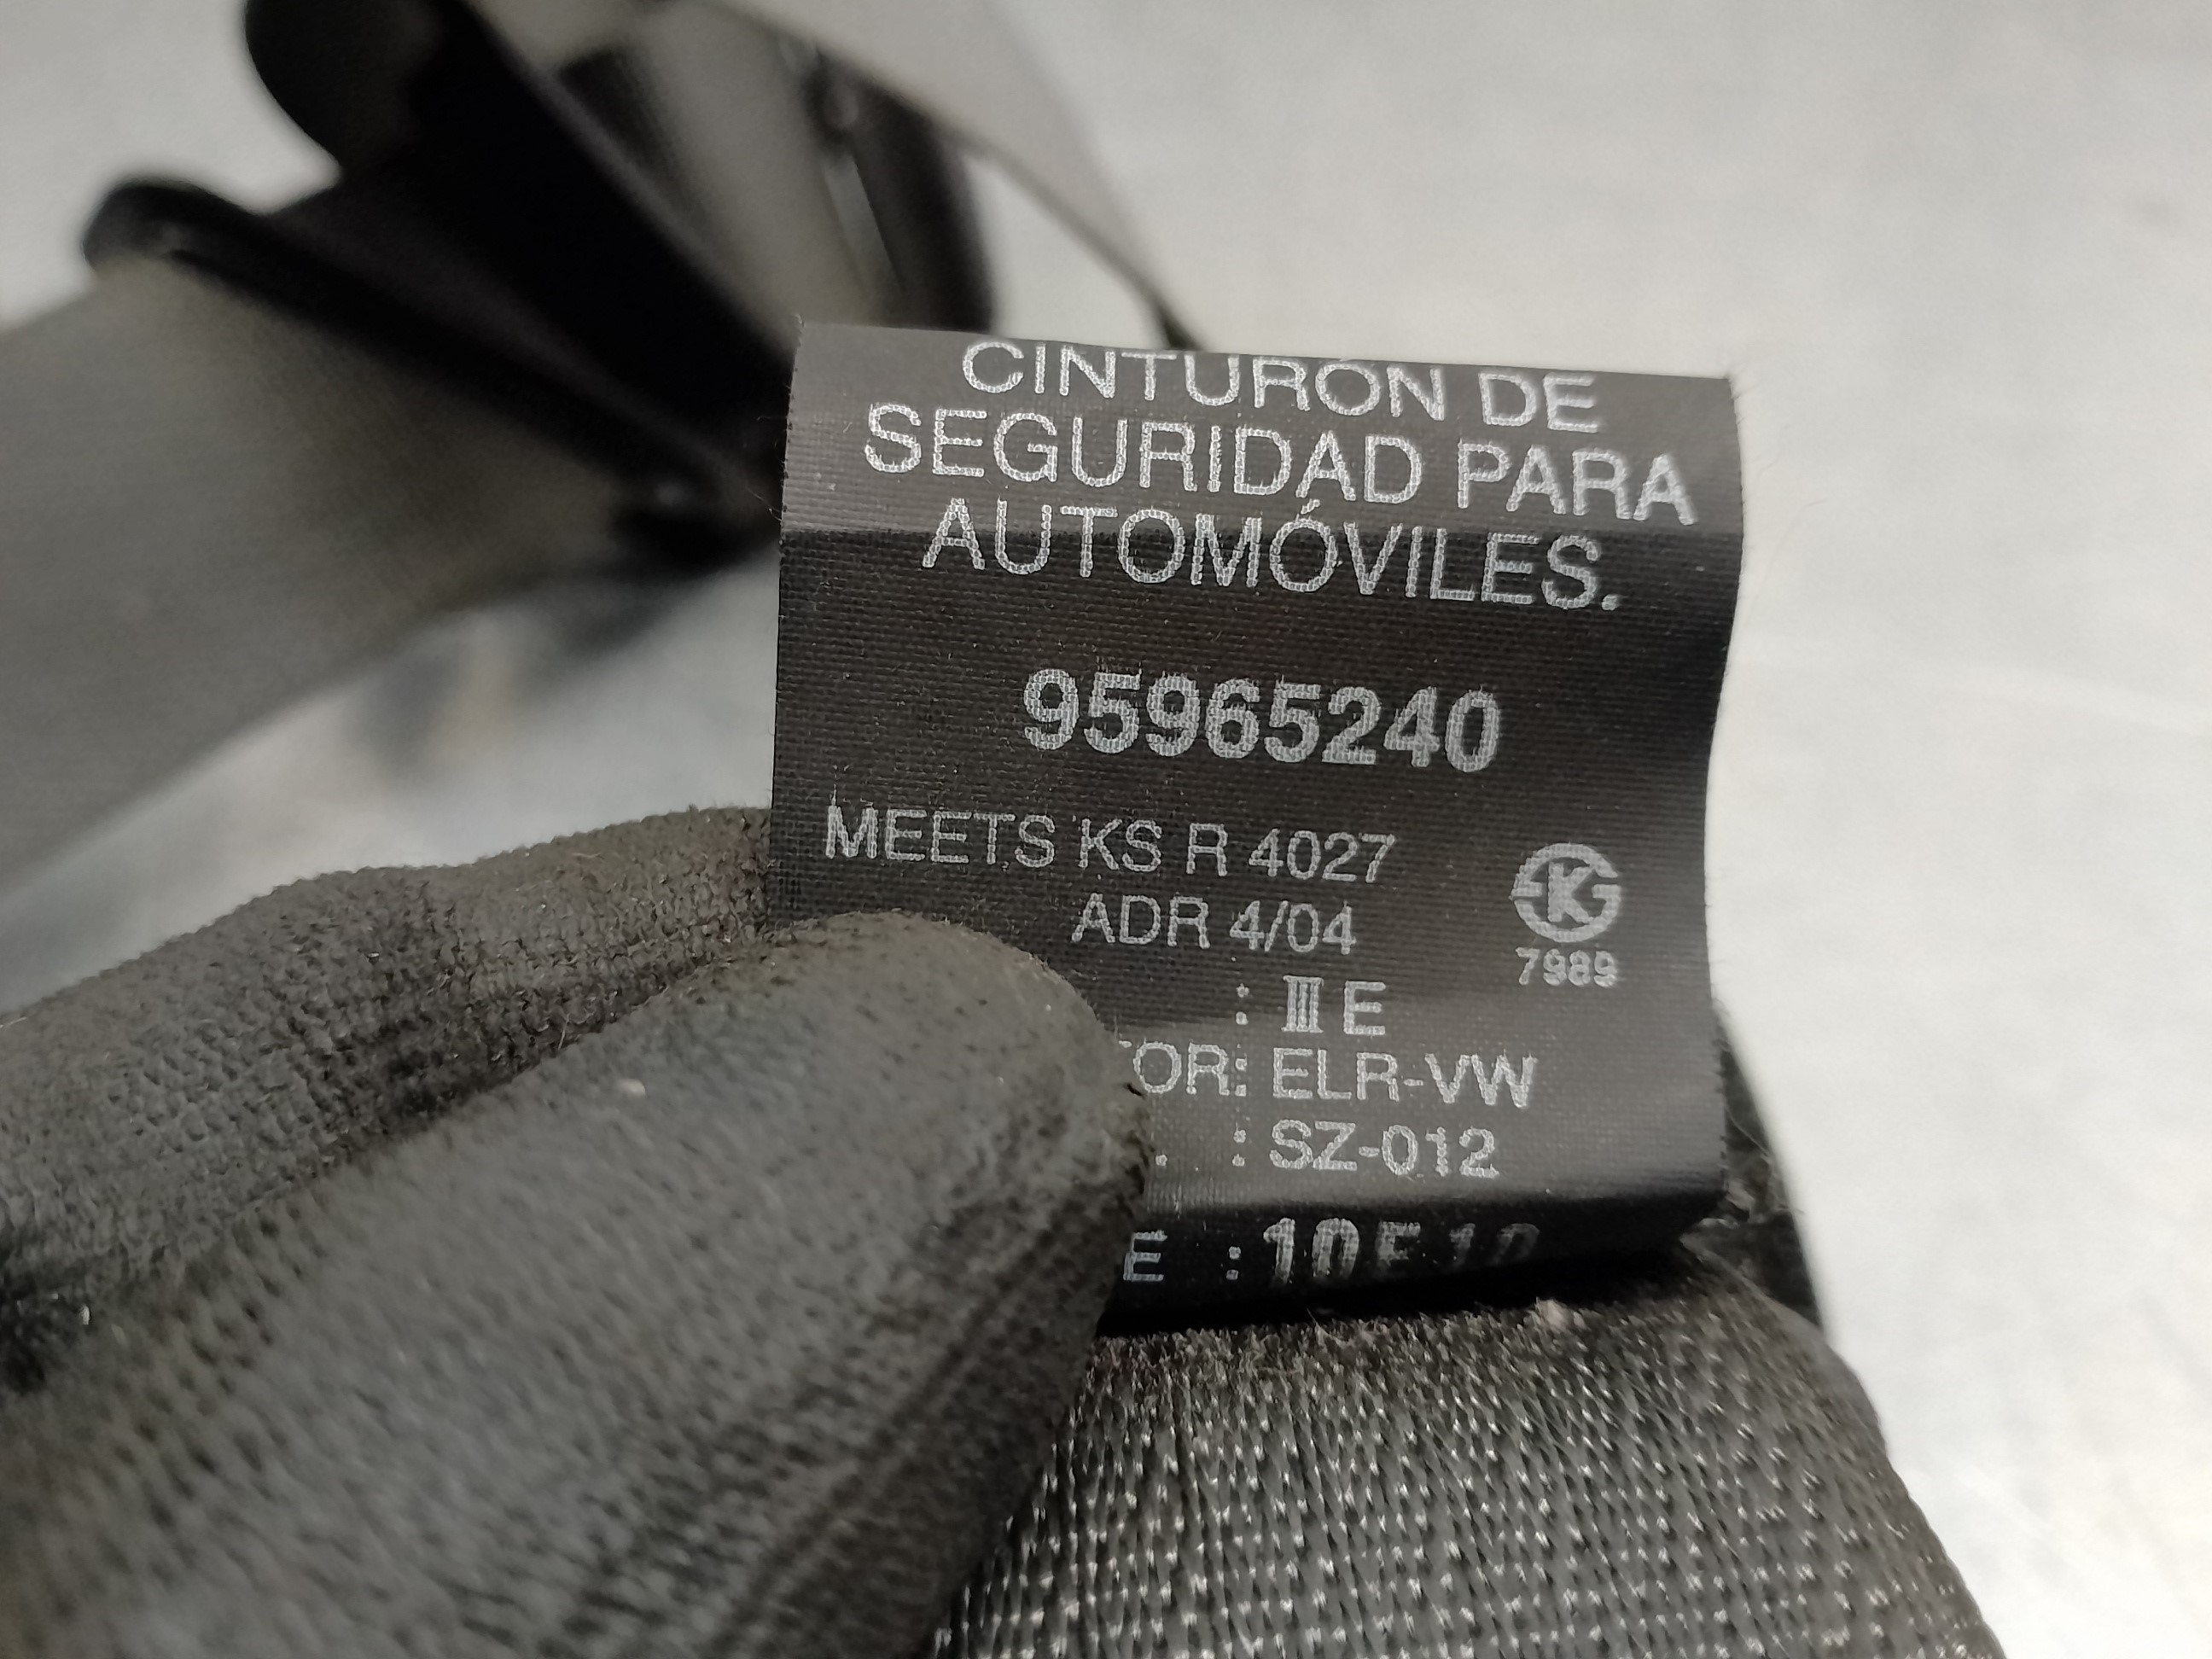 CINTURÓN DE
SEGURIDAD PARA
AUTOMÓVILES.
95965240
MEETS KS R 4027
ADR 4/04
K
7989
: Ⅲ E
TOR: ELR-VW
. : SZ-012
E :